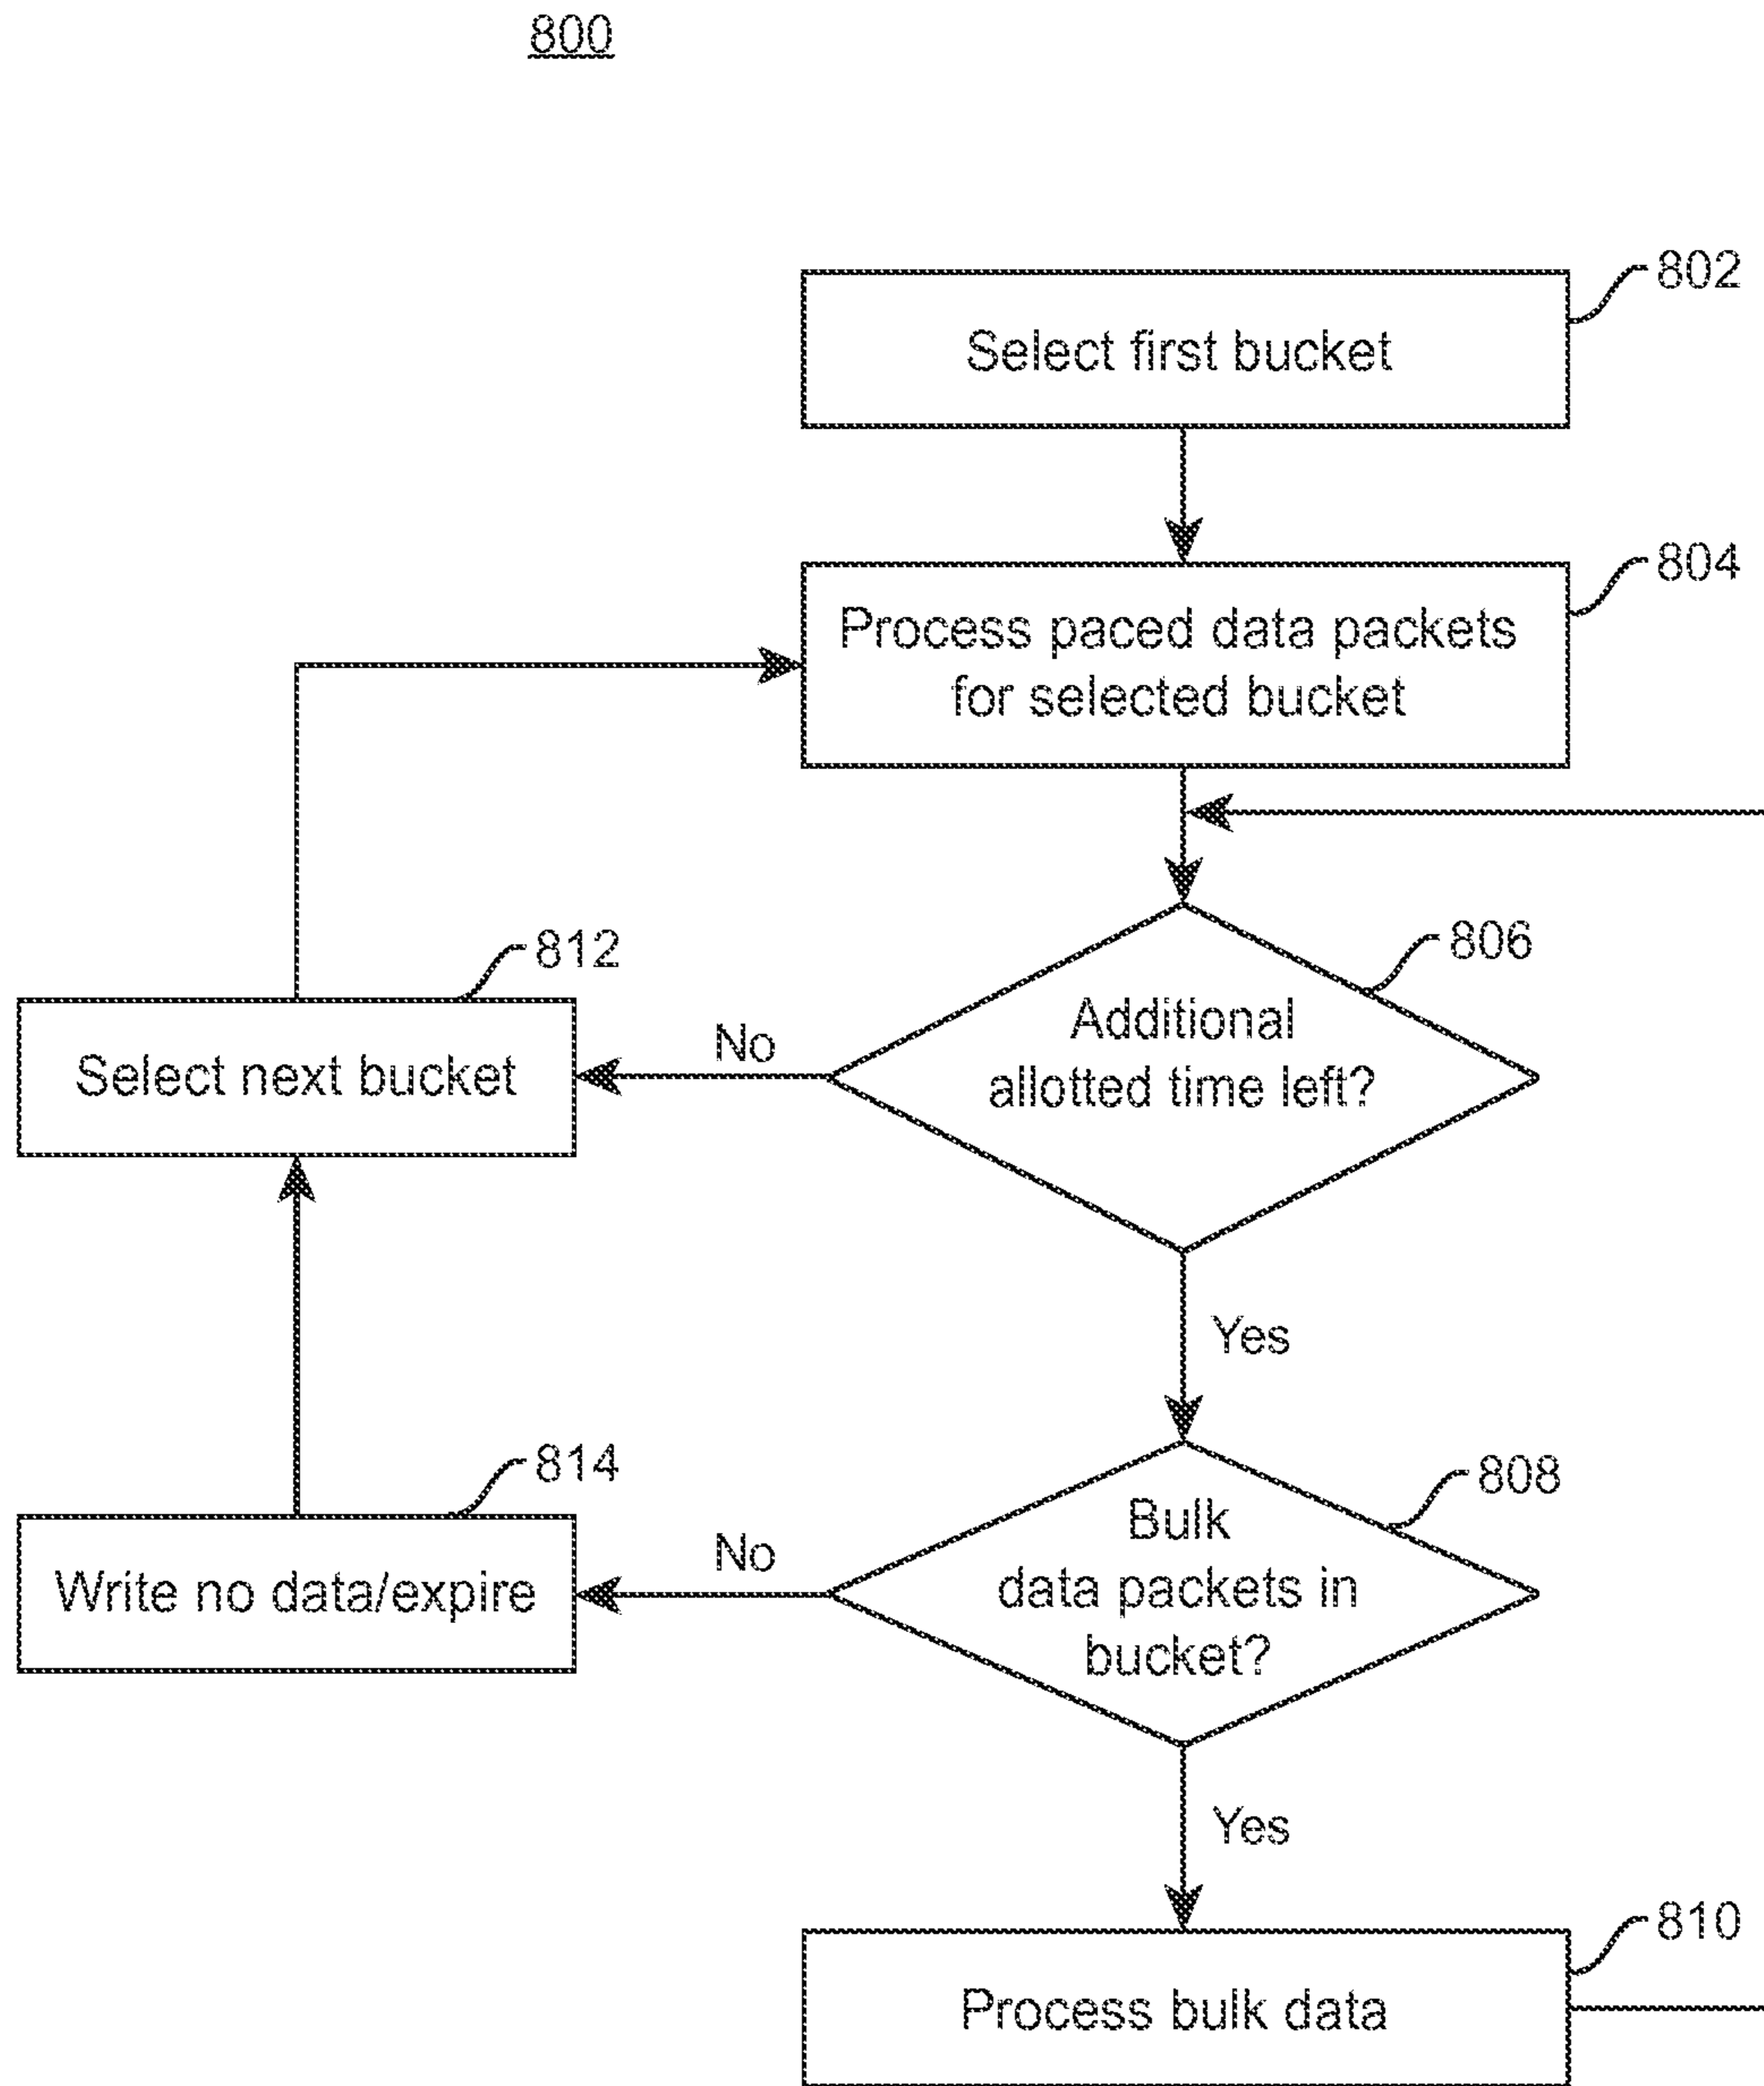 800
802
Select first bucket
804
Process paced data packets
for selected bucket
806
Additional
allotted time left?
No
812
Select next bucket
Yes
808
Bulk
data packets in
bucket?
No
814
Write no data/expire
Yes
810
Process bulk data